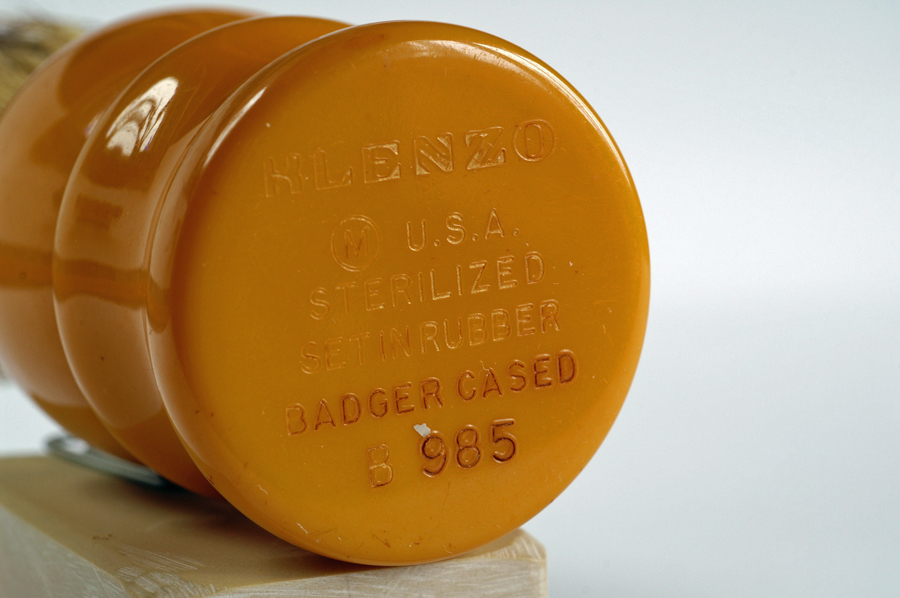 KLENZO
M U.S.A.
STERILIZED
SET IN RUBBER
BADGER CASED
B 985